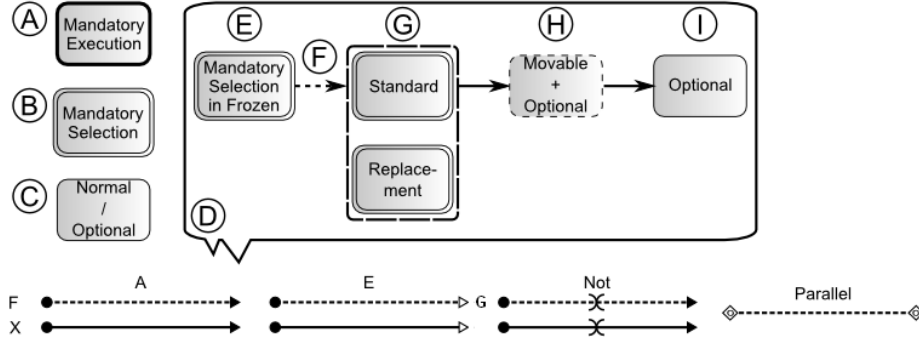 A
Mandatory
Execution
B
Mandatory
Selection
C
Normal
/
Optional
D
E
Mandatory
Selection
in Frozen
F
G
Standard
Replace-
ment
H
Movable
+
Optional
I
Optional
A
E
Not
Parallel
F
G
X